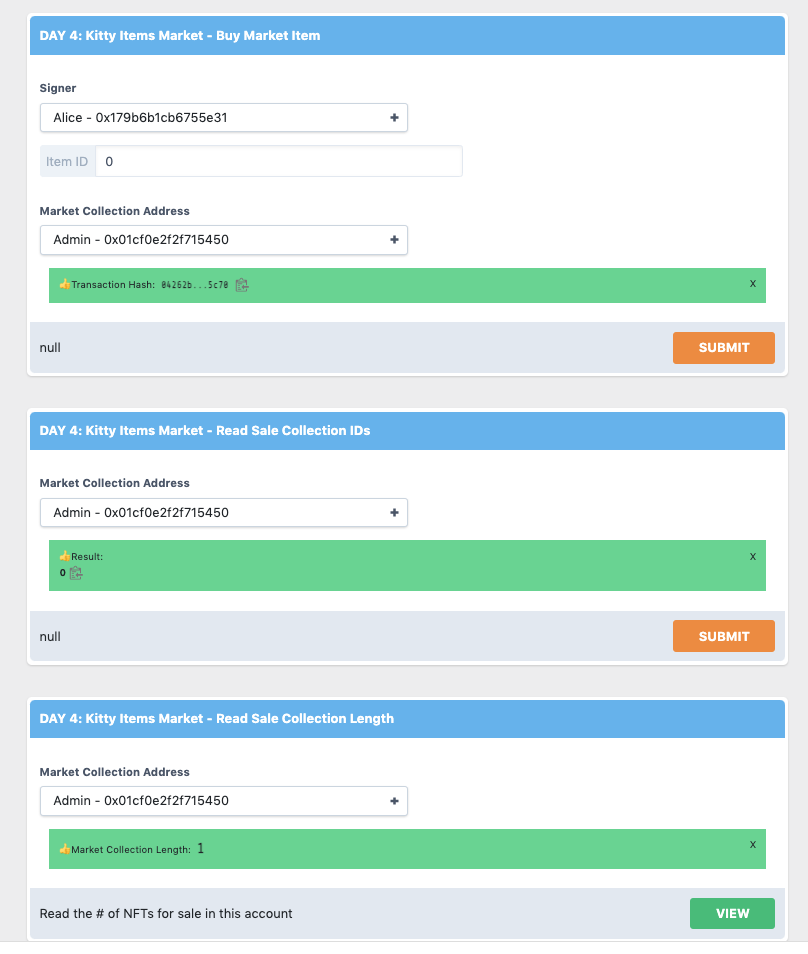 DAY 4: Kitty Items Market - Buy Market Item
Signer
Alice - 0x179b6b1cb6755e31 +
Item ID 0
Market Collection Address
Admin - 0x01cf0e2f2f715450 +
👍Transaction Hash: 04262b...5c70 x
null SUBMIT
DAY 4: Kitty Items Market - Read Sale Collection IDs
Market Collection Address
Admin - 0x01cf0e2f2f715450 +
👍Result: x
0
null SUBMIT
DAY 4: Kitty Items Market - Read Sale Collection Length
Market Collection Address
Admin - 0x01cf0e2f2f715450 +
👍Market Collection Length: 1 x
Read the # of NFTs for sale in this account VIEW